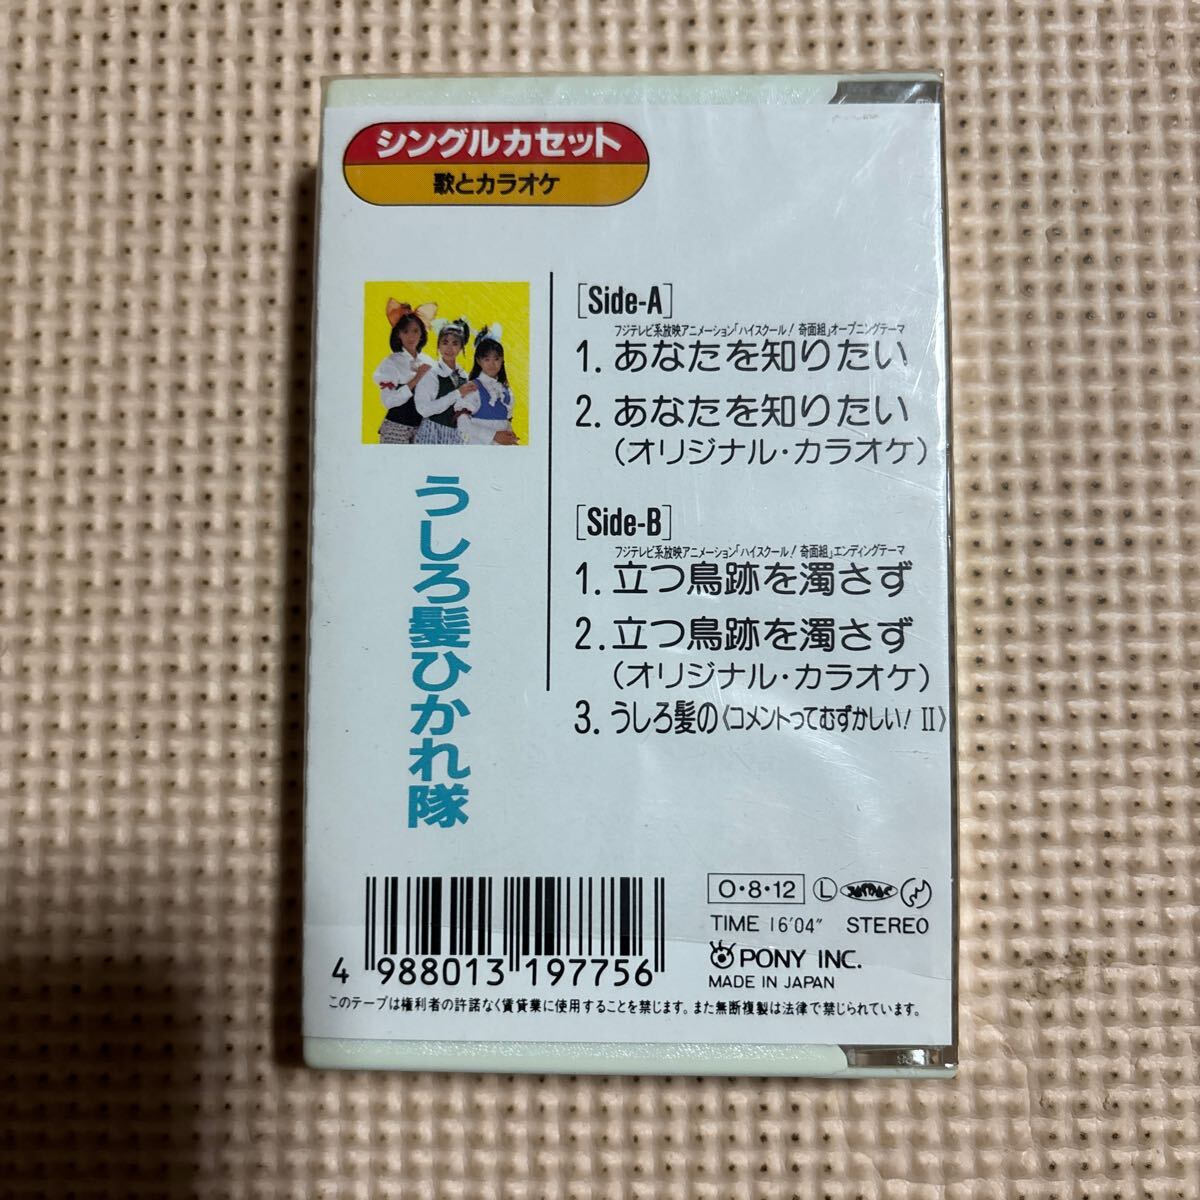 シングルカセット
歌とカラオケ
うしろ髪ひかれ隊
[Side-A]
フジテレビ系放映アニメーション「ハイスクール!奇面組」オープニングテーマ
1. あなたを知りたい
2. あなたを知りたい
(オリジナル・カラオケ)
[Side-B]
フジテレビ系放映アニメーション「ハイスクール!奇面組」エンディングテーマ
1. 立つ鳥跡を濁さず
2. 立つ鳥跡を濁さず
(オリジナル・カラオケ)
3. うしろ髪の《コメントってむずかしい! II》
O・8・12 L
TIME 16'04" STEREO
PONY INC.
MADE IN JAPAN
4 988013 197756
このテープは権利者の許諾なく賃貸業に使用することを禁じます。また無断複製は法律で禁じられています。